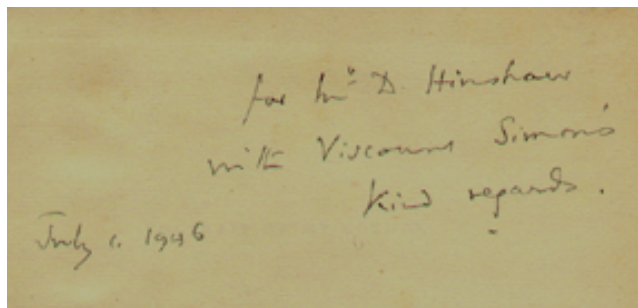 for Mr D. Hinshaw
with Viscount Simon's
kind regards.
July 1. 1946